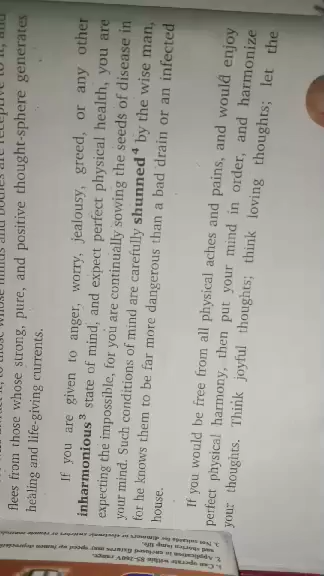 flees from those whose strong, pure, and positive thought-sphere generates
healing and life-giving currents.
If you are given to anger, worry, jealousy, greed, or any other
inharmonious 3 state of mind, and expect perfect physical health, you are
expecting the impossible, for you are continually sowing the seeds of disease in
your mind. Such conditions of mind are carefully shunned 4 by the wise man,
for he knows them to be far more dangerous than a bad drain or an infected
house.
If you would be free from all physical aches and pains, and would enjoy
perfect physical harmony, then put your mind in order, and harmonize
your thoughts. Think joyful thoughts; think loving thoughts; let the